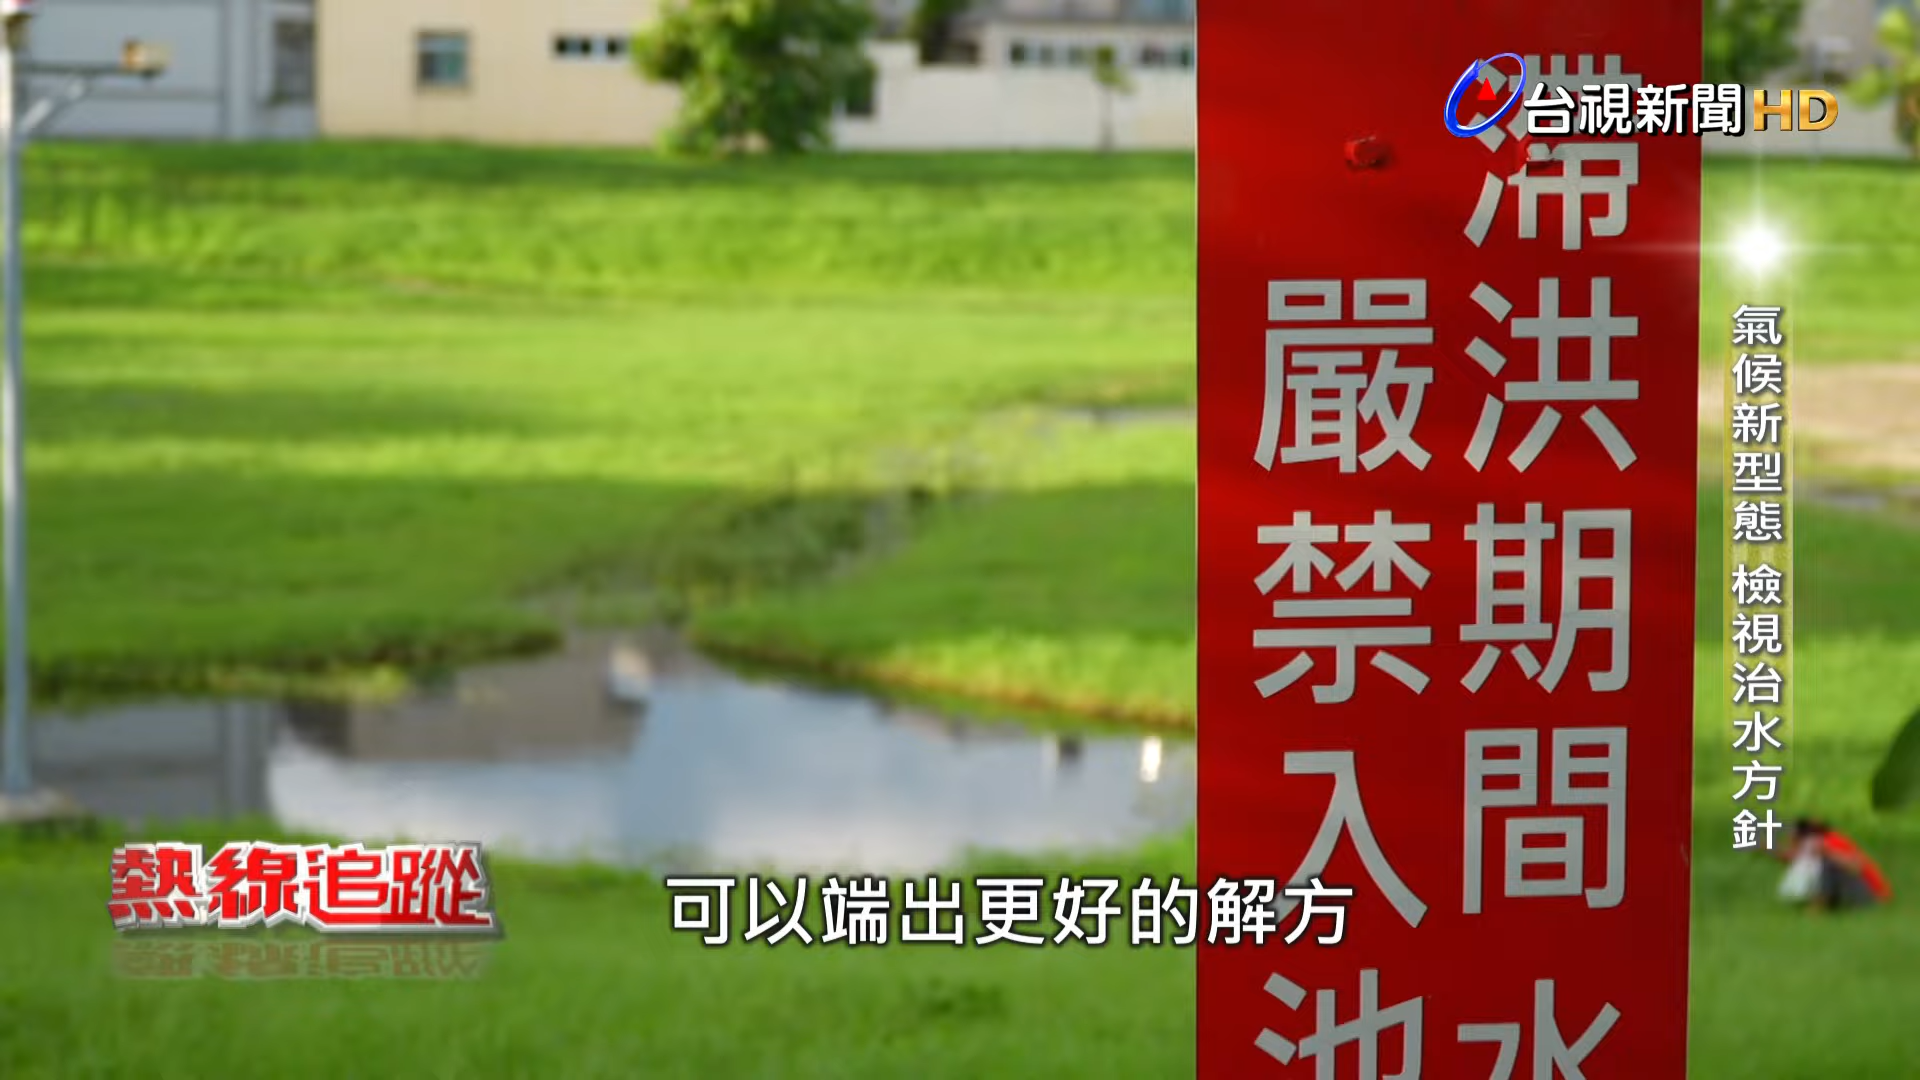 台視新聞HD
滯洪期間水
嚴禁入池
氣候新型態 檢視治水方針
熱線追蹤
可以端出更好的解方